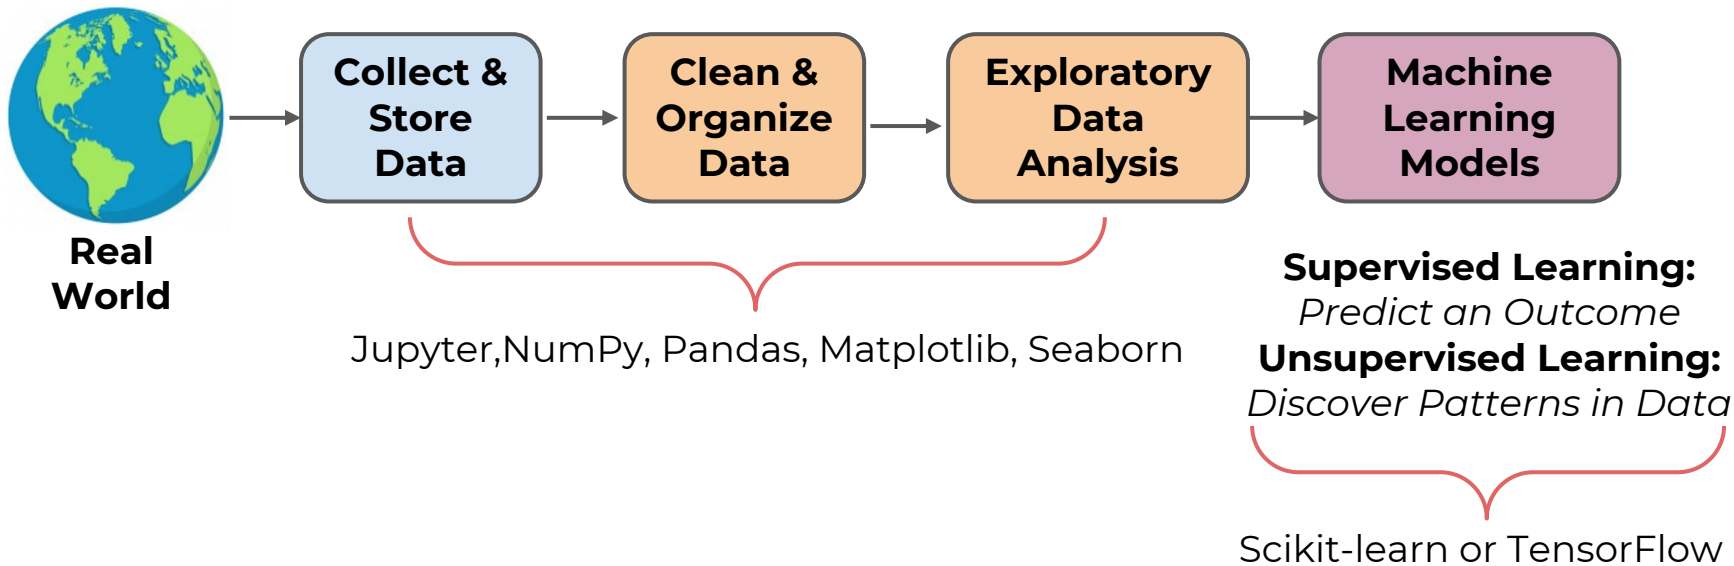 Real
World
Collect &
Store
Data
Clean &
Organize
Data
Exploratory
Data
Analysis
Machine
Learning
Models
Jupyter,NumPy, Pandas, Matplotlib, Seaborn
Supervised Learning:
Predict an Outcome
Unsupervised Learning:
Discover Patterns in Data
Scikit-learn or TensorFlow